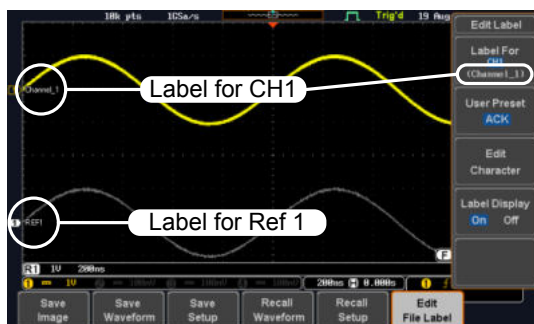 10k pts 1GSa/s Trig'd 19 Aug
Edit Label
Label For
CH1
(Channel_1)
User Preset
ACK
Edit
Character
Label Display
On Off
Channel_1
Label for CH1
REF1
Label for Ref 1
F
R1 1V 200ns
1 1V 200ns H 0.000s 1
Save
Image
Save
Waveform
Save
Setup
Recall
Waveform
Recall
Setup
Edit
File Label